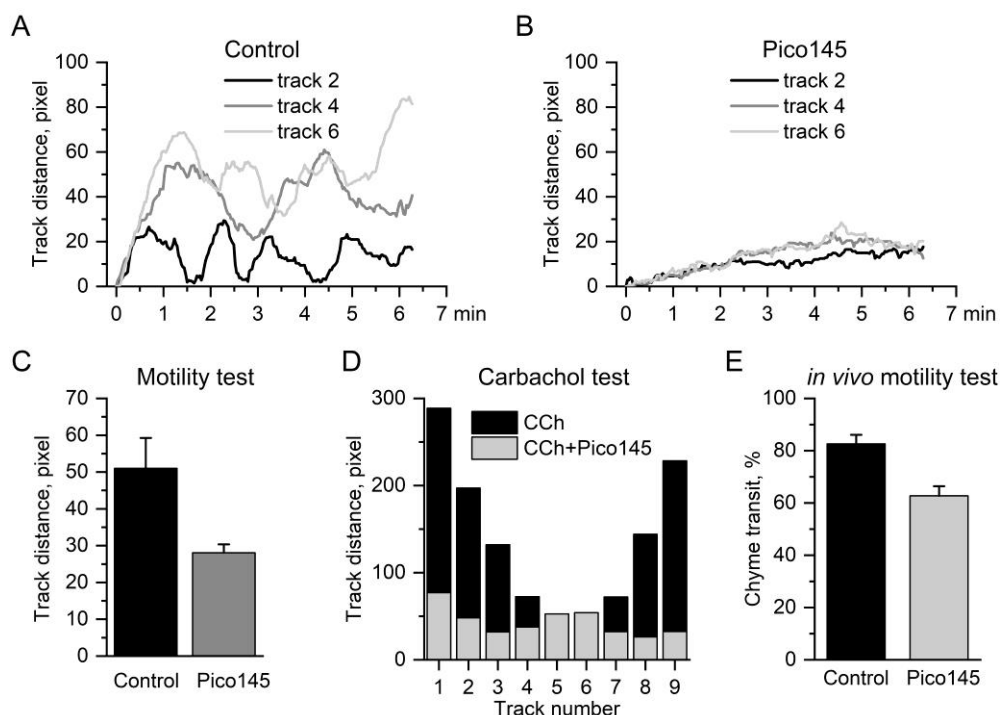 A
Control
Track distance, pixel
100
80
60
40
20
0
track 2
track 4
track 6
0 1 2 3 4 5 6 7 min
B
Pico145
Track distance, pixel
100
80
60
40
20
0
track 2
track 4
track 6
0 1 2 3 4 5 6 7 min
C
Motility test
Track distance, pixel
70
60
50
40
30
20
10
0
Control Pico145
D
Carbachol test
Track distance, pixel
300
200
100
0
CCh
CCh+Pico145
1 2 3 4 5 6 7 8 9
Track number
E
in vivo motility test
Chyme transit, %
100
80
60
40
20
0
Control Pico145